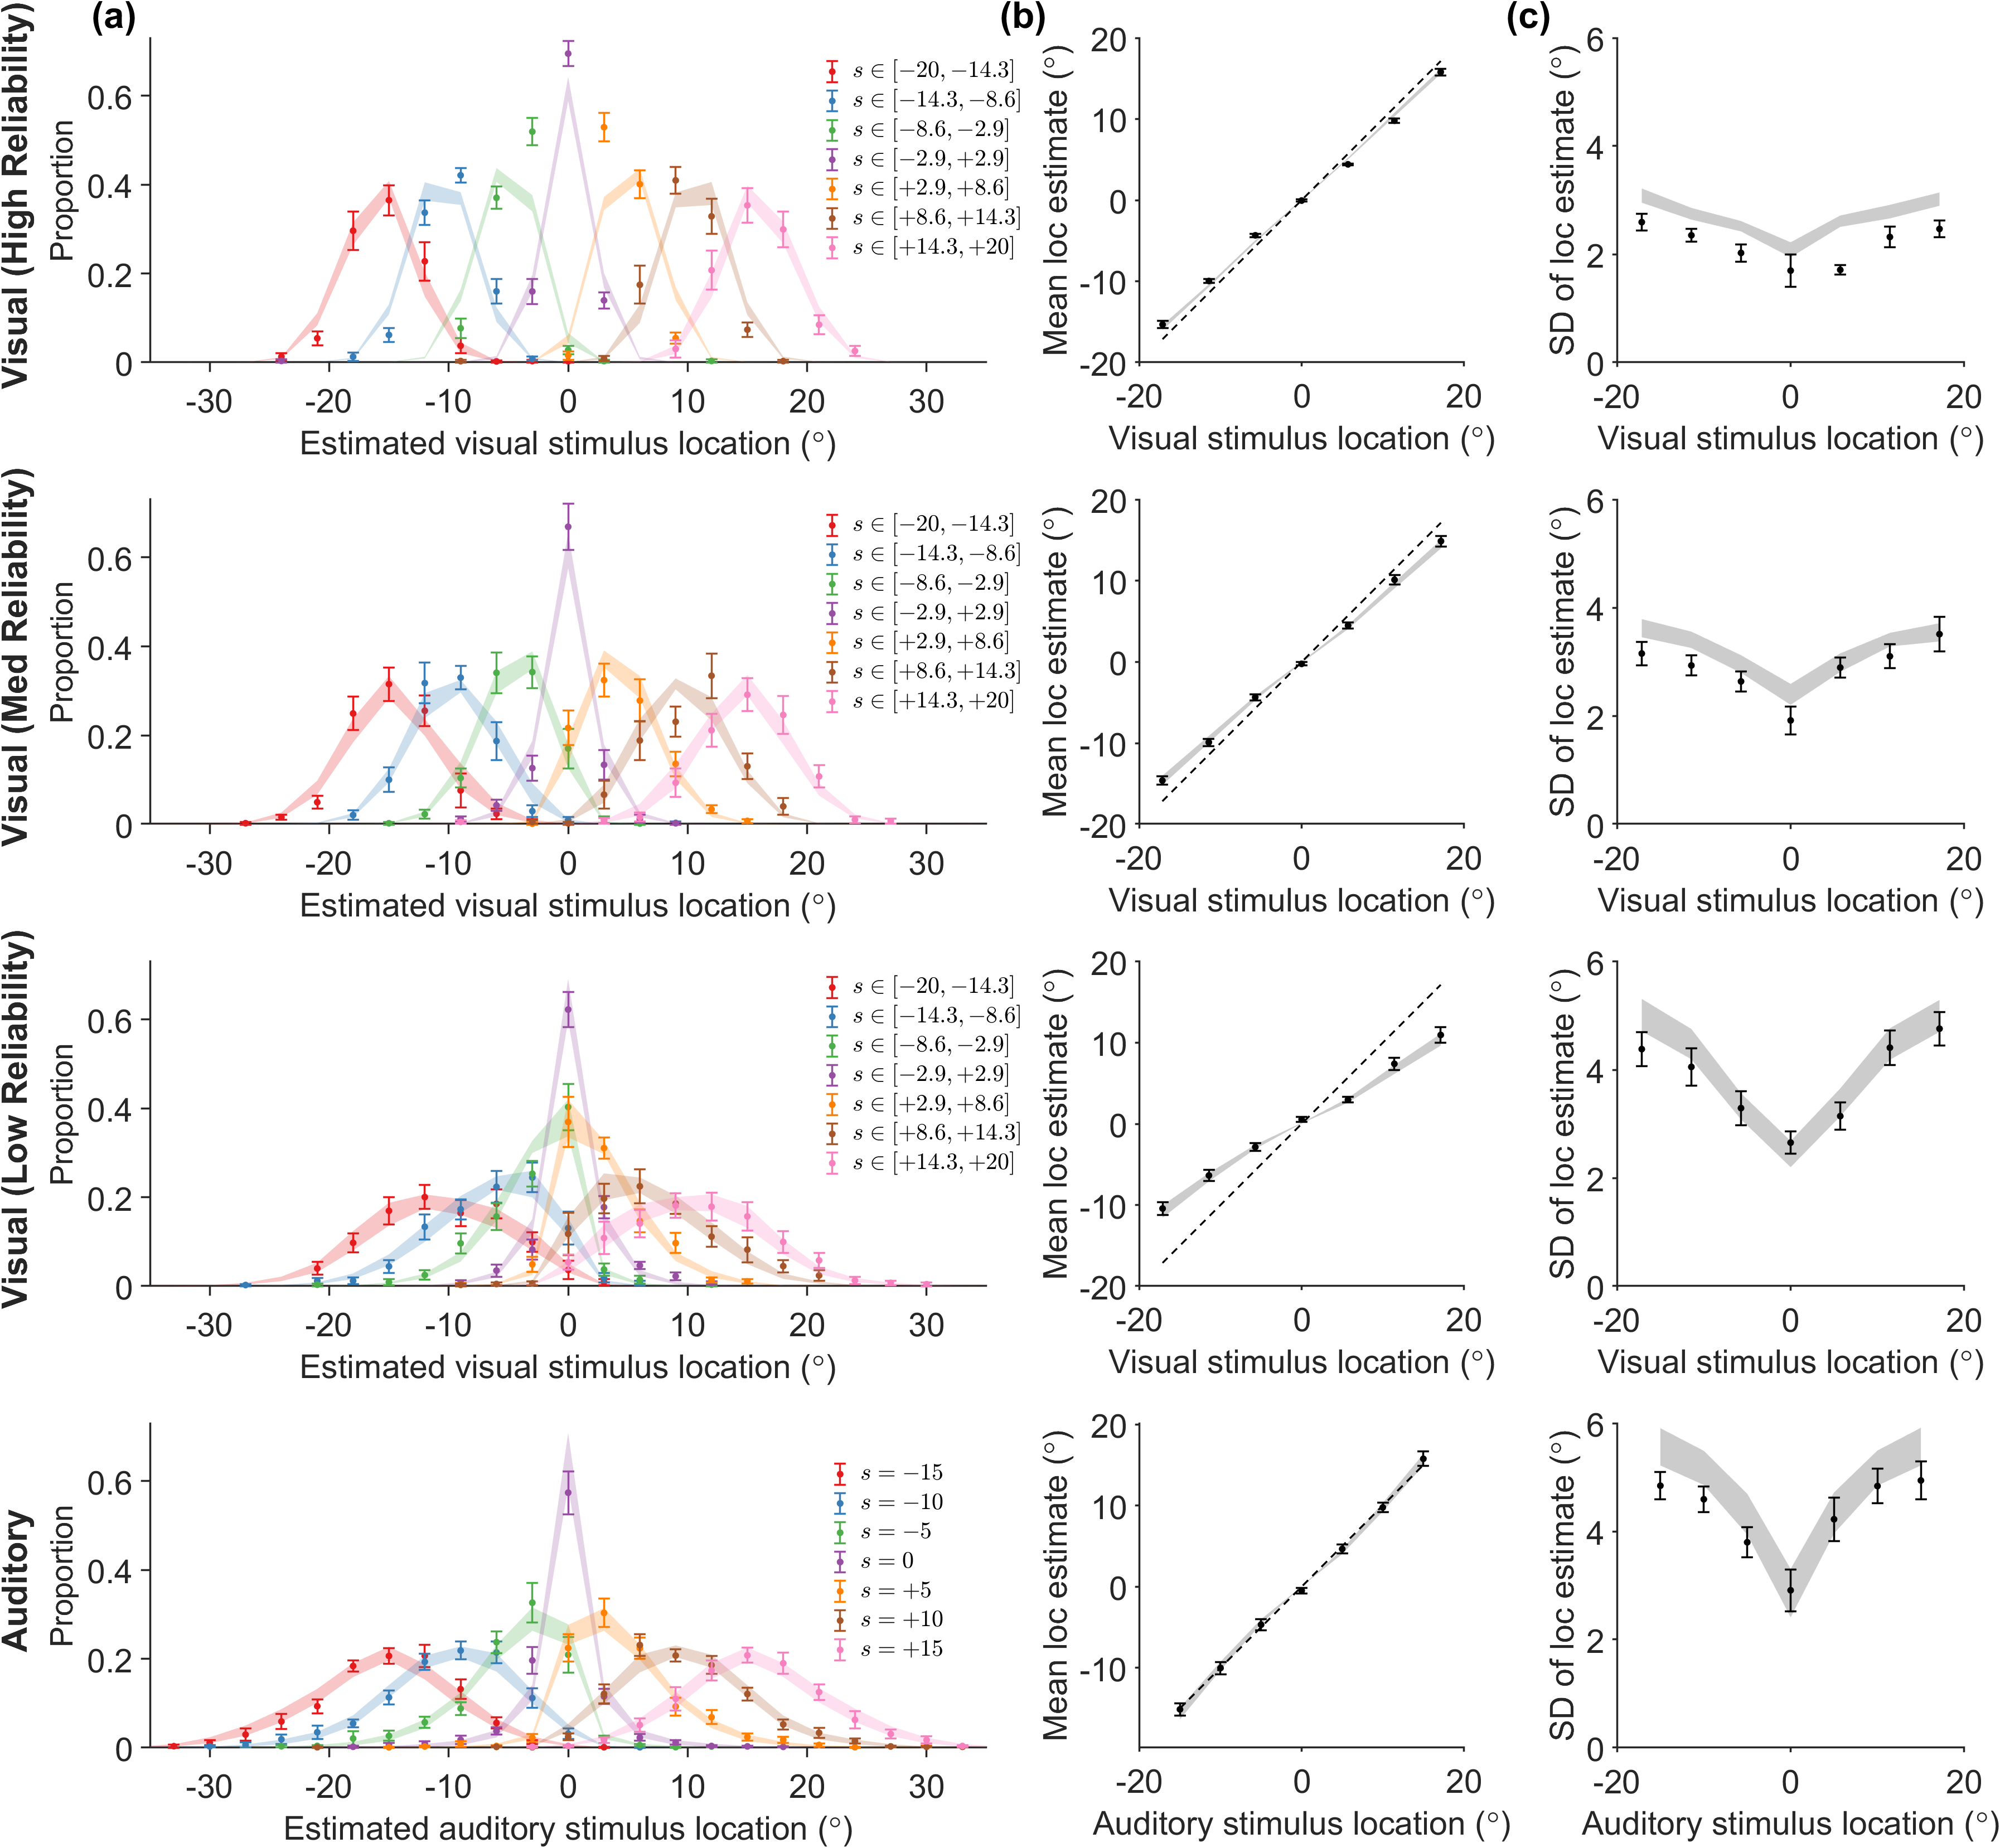 (a)
(b)
(c)
Visual (High Reliability)
Proportion
0.6
0.4
0.2
0
-30
-20
-10
0
10
20
30
Estimated visual stimulus location (°)
s ∈ [−20, −14.3]
s ∈ [−14.3, −8.6]
s ∈ [−8.6, −2.9]
s ∈ [−2.9, +2.9]
s ∈ [+2.9, +8.6]
s ∈ [+8.6, +14.3]
s ∈ [+14.3, +20]
Mean loc estimate (°)
20
10
0
-10
-20
-20
0
20
Visual stimulus location (°)
SD of loc estimate (°)
6
4
2
0
-20
0
20
Visual stimulus location (°)
Visual (Med Reliability)
Proportion
0.6
0.4
0.2
0
-30
-20
-10
0
10
20
30
Estimated visual stimulus location (°)
s ∈ [−20, −14.3]
s ∈ [−14.3, −8.6]
s ∈ [−8.6, −2.9]
s ∈ [−2.9, +2.9]
s ∈ [+2.9, +8.6]
s ∈ [+8.6, +14.3]
s ∈ [+14.3, +20]
Mean loc estimate (°)
20
10
0
-10
-20
-20
0
20
Visual stimulus location (°)
SD of loc estimate (°)
6
4
2
0
-20
0
20
Visual stimulus location (°)
Visual (Low Reliability)
Proportion
0.6
0.4
0.2
0
-30
-20
-10
0
10
20
30
Estimated visual stimulus location (°)
s ∈ [−20, −14.3]
s ∈ [−14.3, −8.6]
s ∈ [−8.6, −2.9]
s ∈ [−2.9, +2.9]
s ∈ [+2.9, +8.6]
s ∈ [+8.6, +14.3]
s ∈ [+14.3, +20]
Mean loc estimate (°)
20
10
0
-10
-20
-20
0
20
Visual stimulus location (°)
SD of loc estimate (°)
6
4
2
0
-20
0
20
Visual stimulus location (°)
Auditory
Proportion
0.6
0.4
0.2
0
-30
-20
-10
0
10
20
30
Estimated auditory stimulus location (°)
s = −15
s = −10
s = −5
s = 0
s = +5
s = +10
s = +15
Mean loc estimate (°)
20
10
0
-10
-20
0
20
Auditory stimulus location (°)
SD of loc estimate (°)
6
4
2
0
-20
0
20
Auditory stimulus location (°)